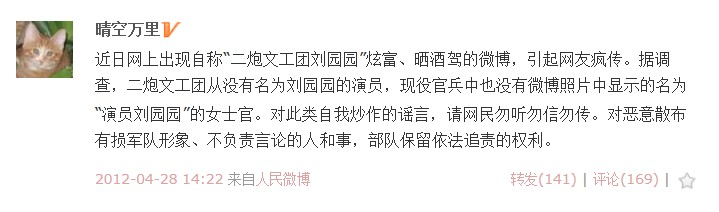 晴空万里
近日网上出现自称“二炮文工团刘园园”炫富、晒酒驾的微博，引起网友疯传。据调
查，二炮文工团从没有名为刘园园的演员，现役官兵中也没有微博照片中显示的名为
“演员刘园园”的女士官。对此类自我炒作的谣言，请网民勿听勿信勿传。对恶意散布
有损军队形象、不负责言论的人和事，部队保留依法追责的权利。
2012-04-28 14:22 来自人民微博 转发(141) | 评论(169) |